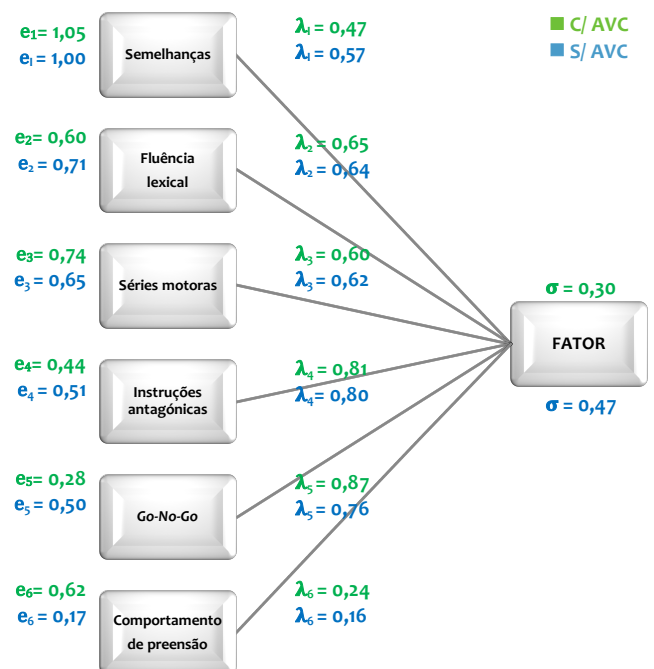 e₁= 1,05
e₁ = 1,00
Semelhanças
λ₁ = 0,47
λ₁ = 0,57
C/ AVC
S/ AVC
e₂= 0,60
e₂ = 0,71
Fluência
lexical
λ₂ = 0,65
λ₂ = 0,64
e₃= 0,74
e₃ = 0,65
Séries motoras
λ₃ = 0,60
λ₃ = 0,62
σ = 0,30
FATOR
σ = 0,47
e₄= 0,44
e₄ = 0,51
Instruções
antagónicas
λ₄ = 0,81
λ₄ = 0,80
e₅= 0,28
e₅ = 0,50
Go-No-Go
λ₅ = 0,87
λ₅ = 0,76
e₆= 0,62
e₆ = 0,17
Comportamento
de preensão
λ₆ = 0,24
λ₆ = 0,16